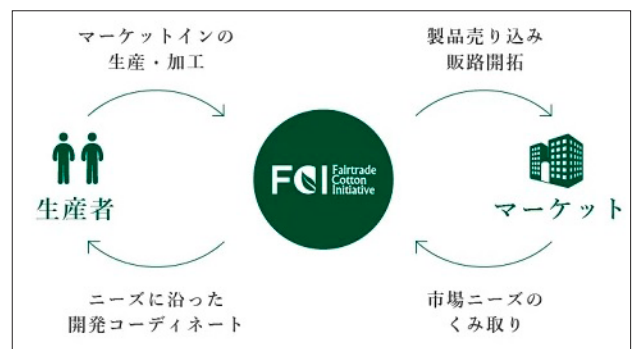 マーケットインの
生産・加工
製品売り込み
販路開拓
生産者
FCI Fairtrade
Cotton
Initiative
マーケット
ニーズに沿った
開発コーディネート
市場ニーズの
くみ取り